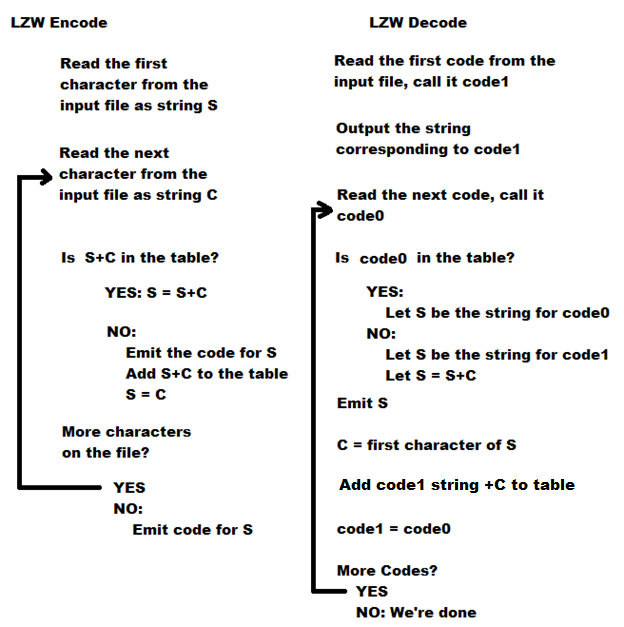 LZW Encode
Read the first
character from the
input file as string S
Read the next
character from the
input file as string C
Is S+C in the table?
YES: S = S+C
NO:
Emit the code for S
Add S+C to the table
S = C
More characters
on the file?
YES
NO:
Emit code for S
LZW Decode
Read the first code from the
input file, call it code1
Output the string
corresponding to code1
Read the next code, call it
code0
Is code0 in the table?
YES:
Let S be the string for code0
NO:
Let S be the string for code1
Let S = S+C
Emit S
C = first character of S
Add code1 string +C to table
code1 = code0
More Codes?
YES
NO: We're done